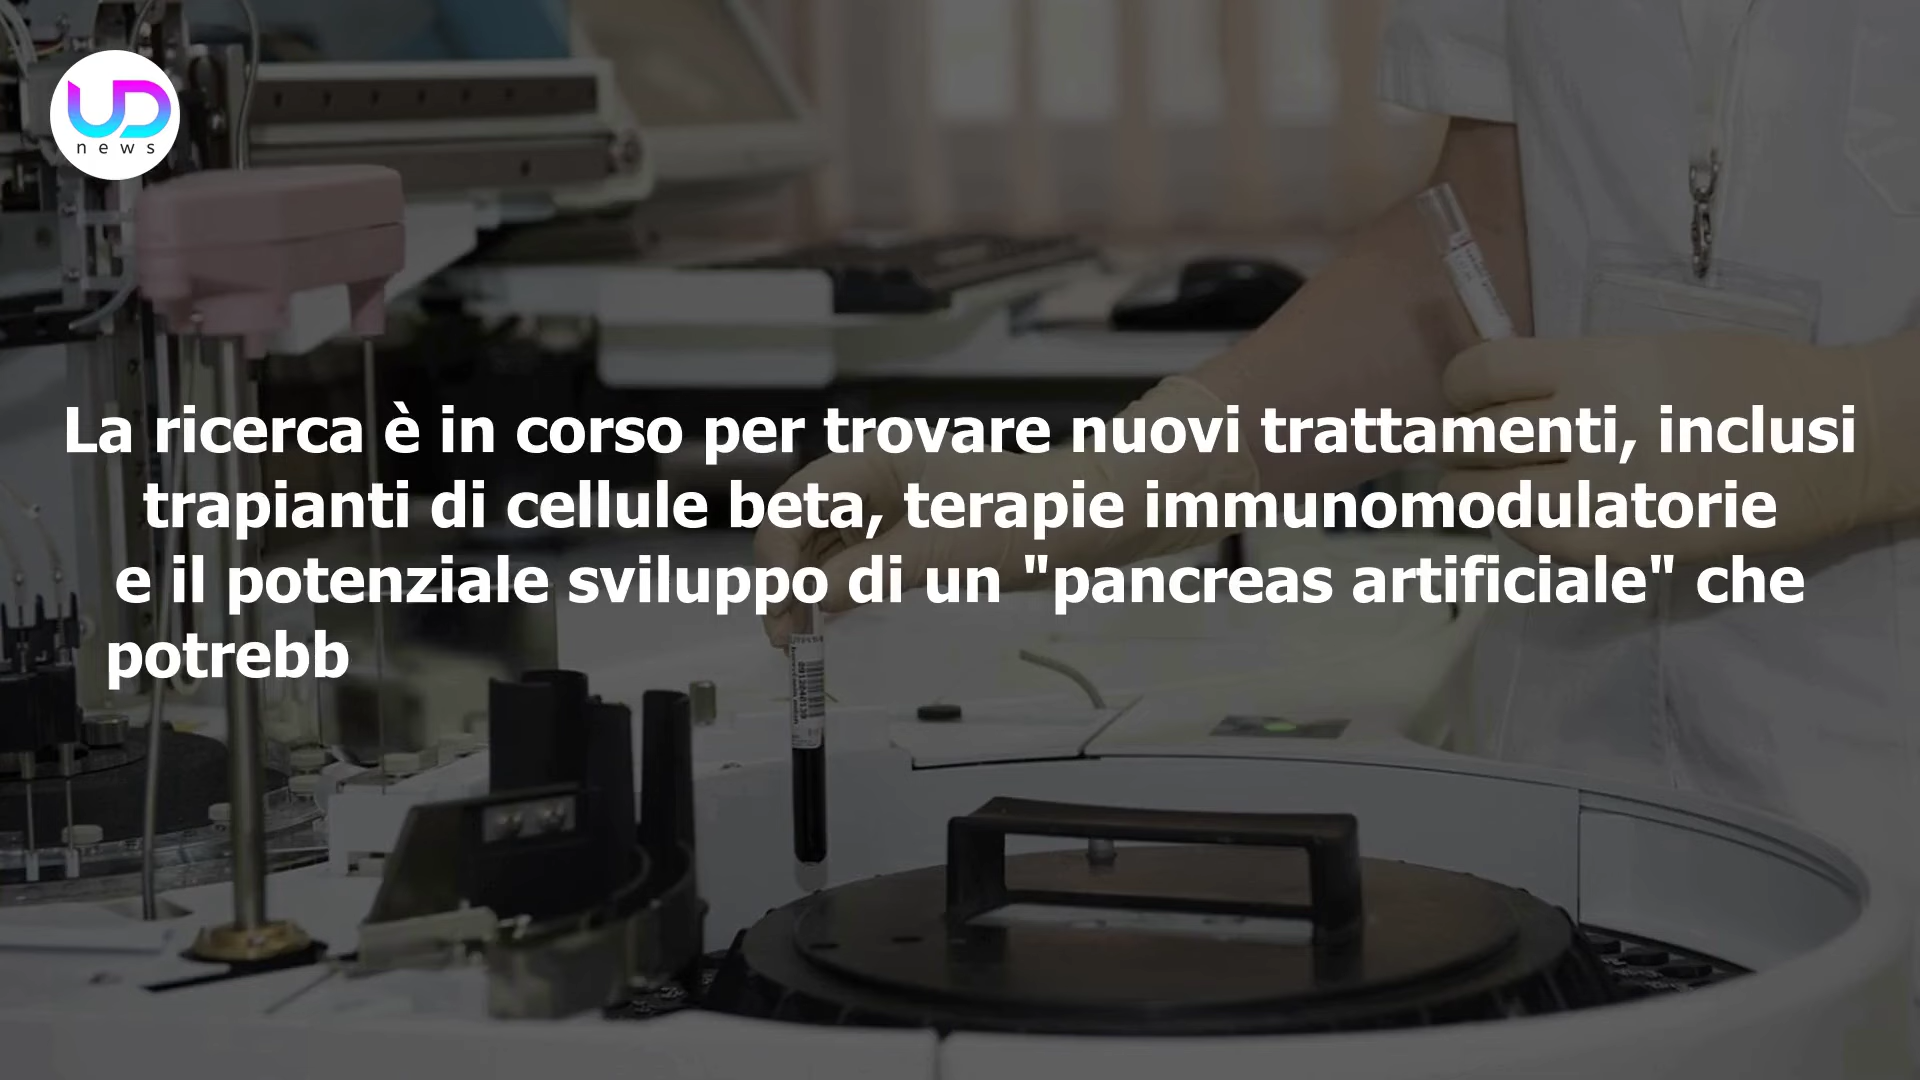 UD
news
La ricerca è in corso per trovare nuovi trattamenti, inclusi
trapianti di cellule beta, terapie immunomodulatorie
e il potenziale sviluppo di un "pancreas artificiale" che
potrebb